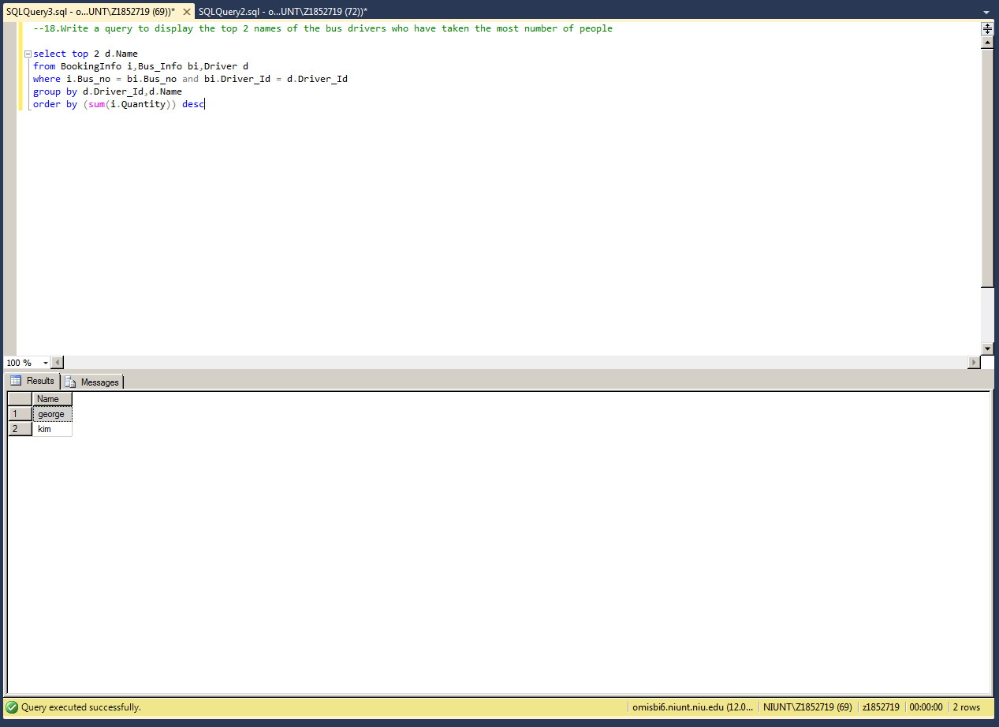 SQLQuery3.sql - o...UNT\Z1852719 (69))* SQLQuery2.sql - o...UNT\Z1852719 (72))*
--18.Write a query to display the top 2 names of the bus drivers who have taken the most number of people
select top 2 d.Name
from BookingInfo i,Bus_Info bi,Driver d
where i.Bus_no = bi.Bus_no and bi.Driver_Id = d.Driver_Id
group by d.Driver_Id,d.Name
order by (sum(i.Quantity)) desc
100 %
Results Messages
Name
1 george
2 kim
Query executed successfully. omisbi6.niunt.niu.edu (12.0... NIUNT\Z1852719 (69) z1852719 00:00:00 2 rows